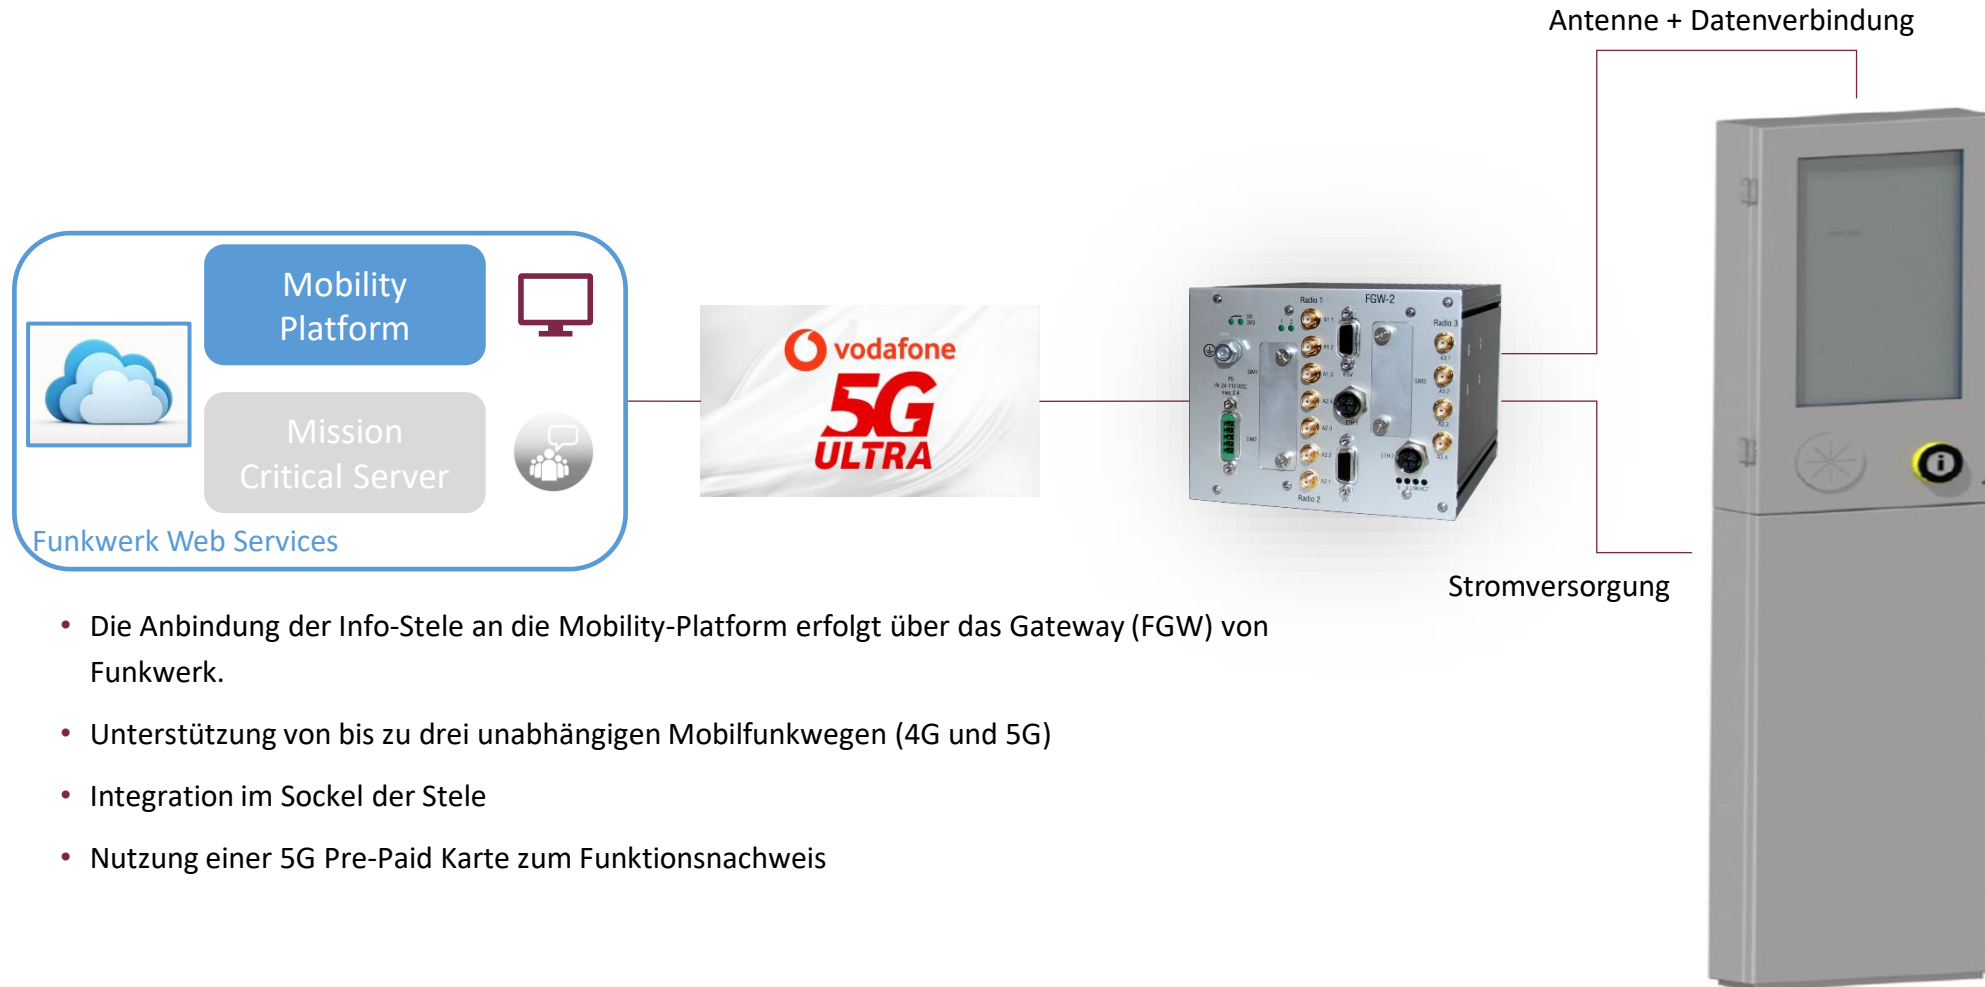 Antenne + Datenverbindung
Mobility
Platform
Mission
Critical Server
Funkwerk Web Services
vodafone
5G
ULTRA
Radio 1
FGW-2
Radio 3
ETH 2
Radio 2
i
Stromversorgung
• Die Anbindung der Info-Stele an die Mobility-Platform erfolgt über das Gateway (FGW) von
Funkwerk.
• Unterstützung von bis zu drei unabhängigen Mobilfunkwegen (4G und 5G)
• Integration im Sockel der Stele
• Nutzung einer 5G Pre-Paid Karte zum Funktionsnachweis